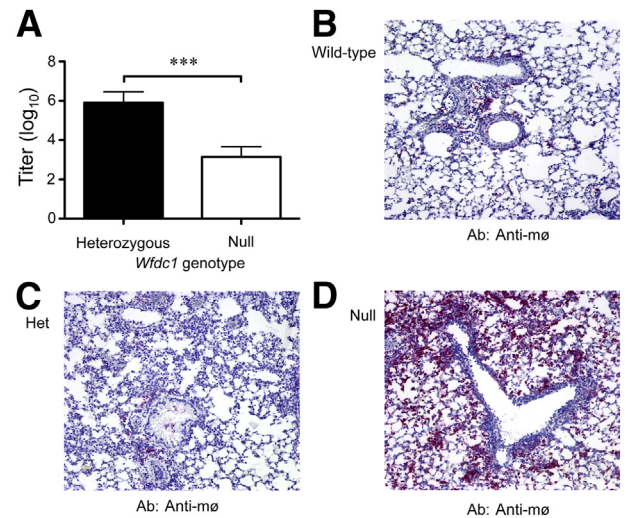 A
***
Titer (log10)
8
6
4
2
0
Heterozygous
Null
Wfdc1 genotype
B
Wild-type
Ab: Anti-mø
C
Het
Ab: Anti-mø
D
Null
Ab: Anti-mø